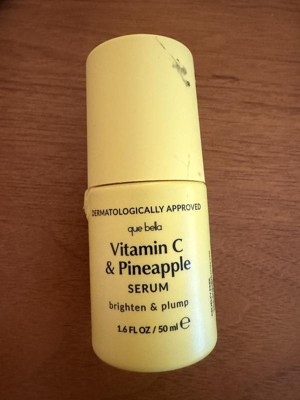 DERMATOLOGICALLY APPROVED
que bella
Vitamin C
& Pineapple
SERUM
brighten & plump
1.6 FL OZ / 50 ml ℮